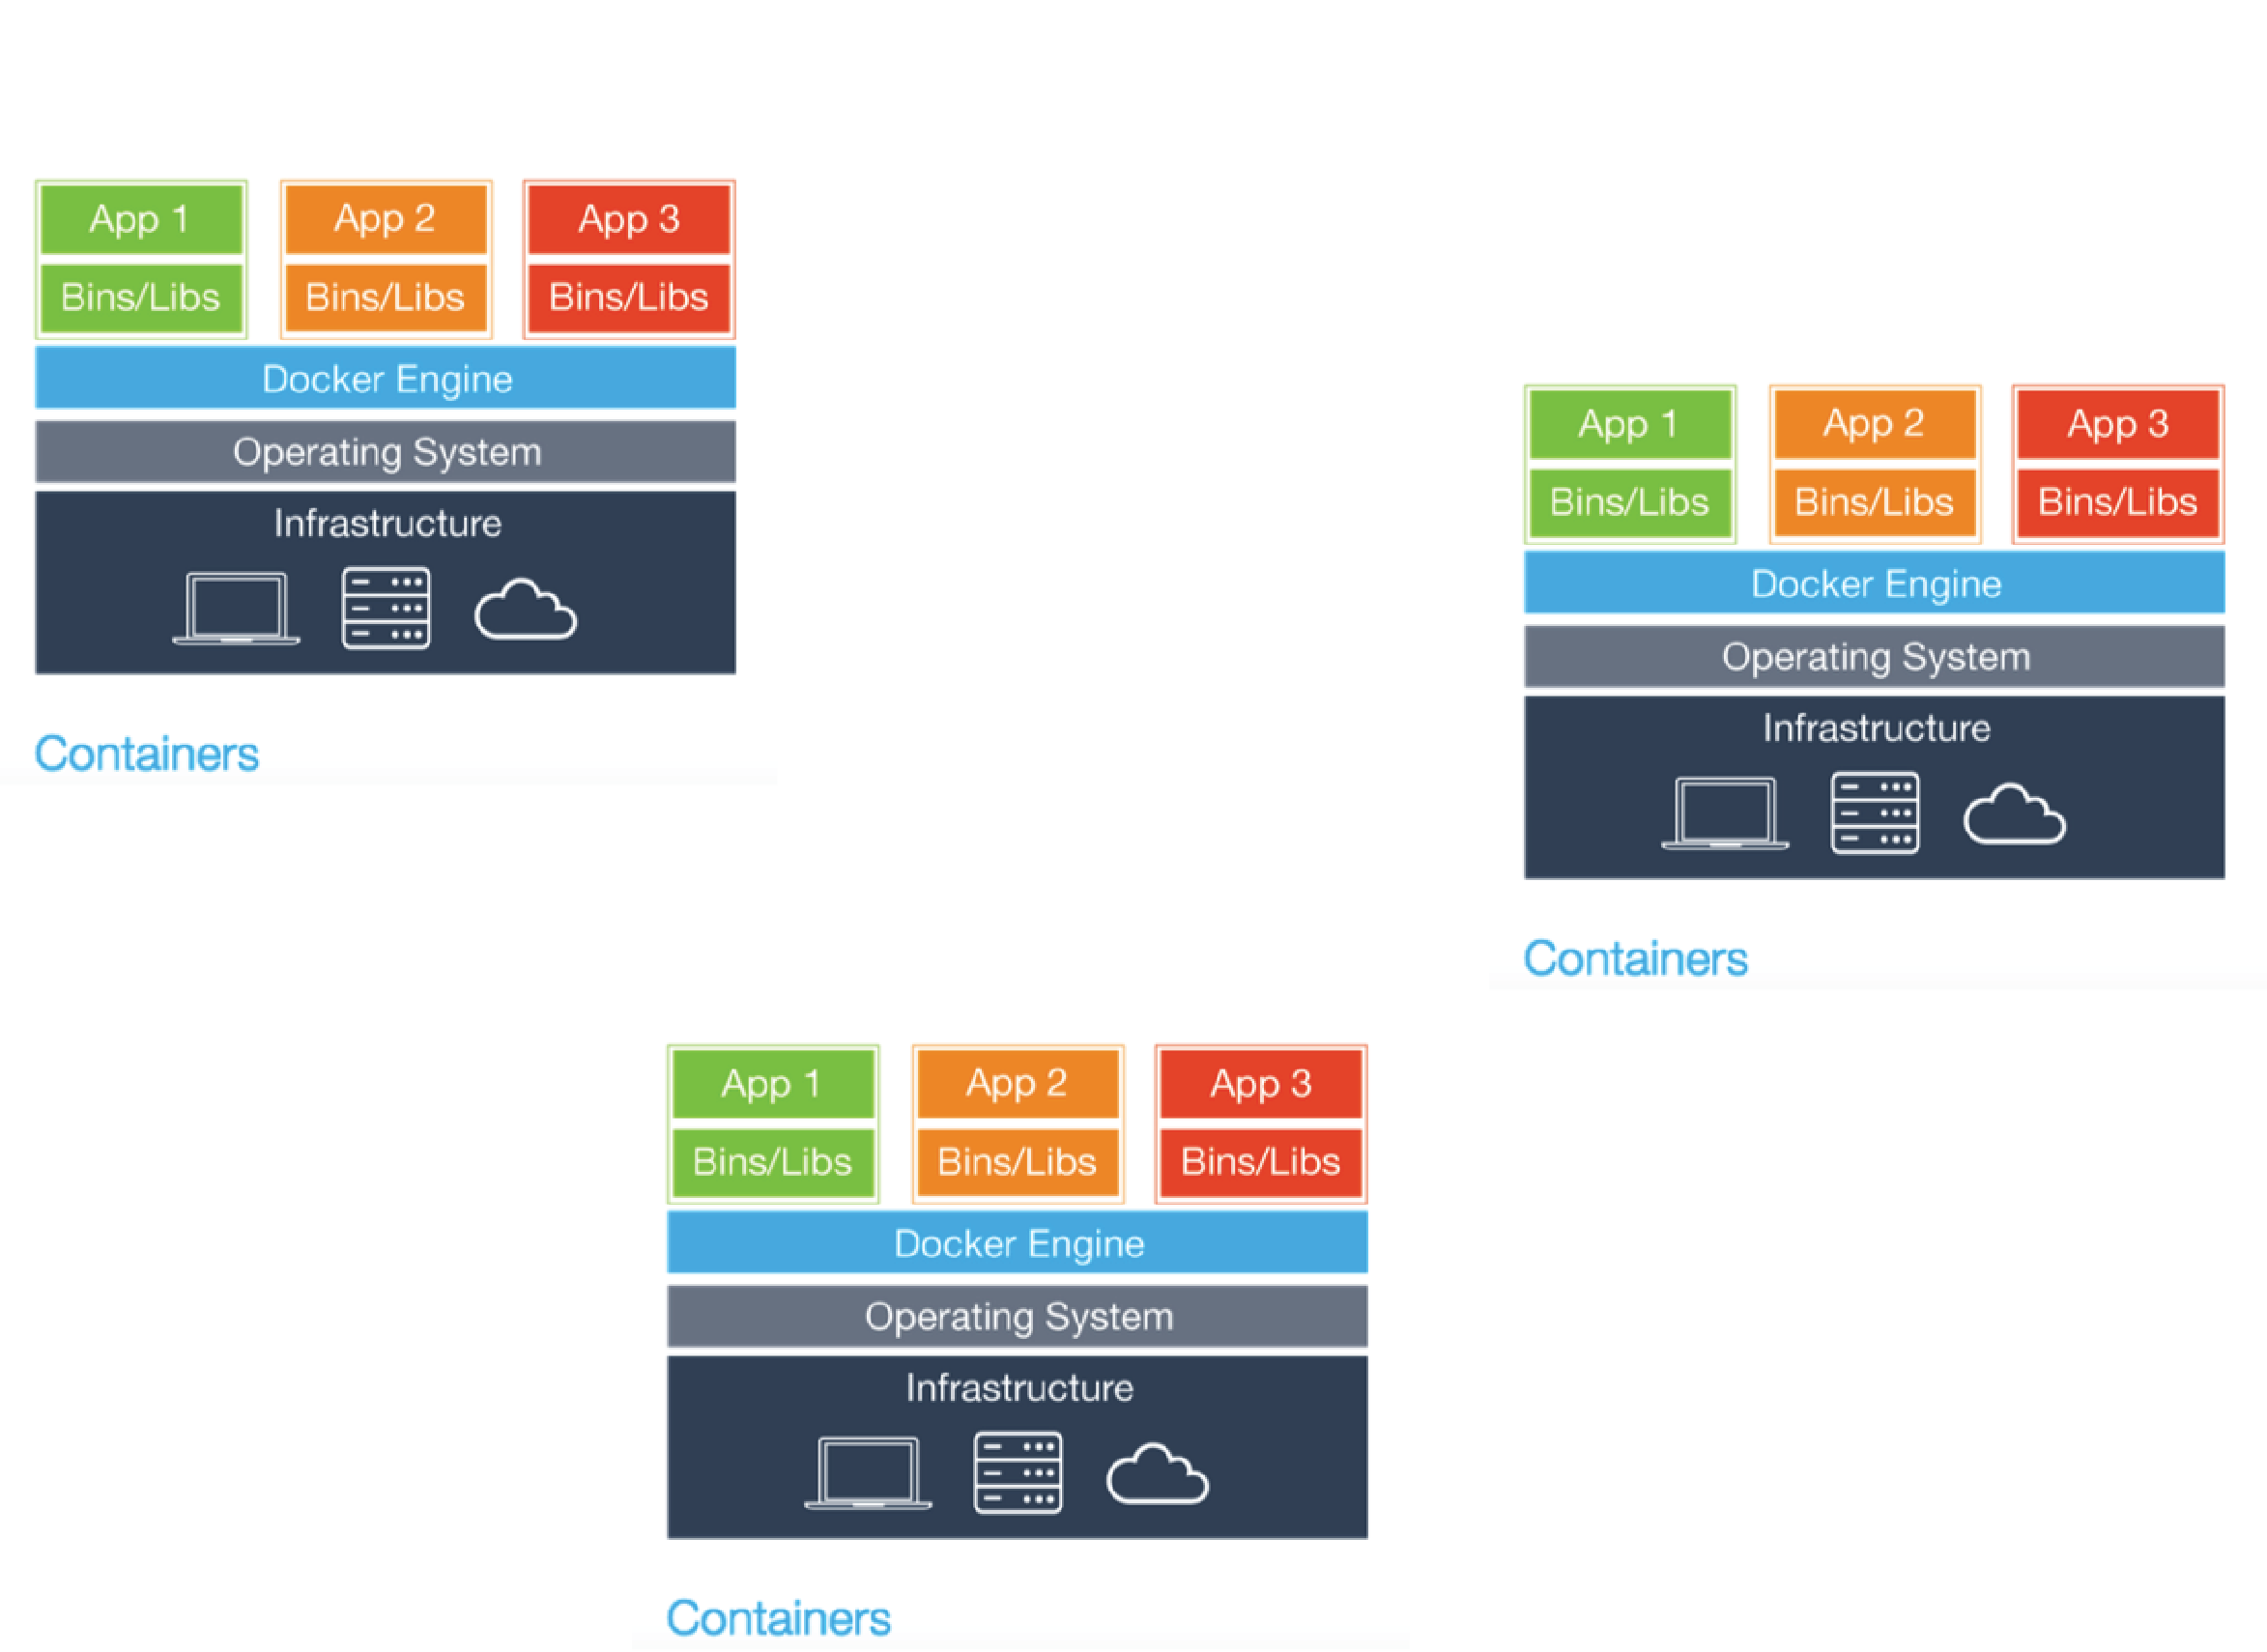 App 1 App 2 App 3
Bins/Libs Bins/Libs Bins/Libs
Docker Engine
Operating System
Infrastructure
Containers
App 1 App 2 App 3
Bins/Libs Bins/Libs Bins/Libs
Docker Engine
Operating System
Infrastructure
Containers
App 1 App 2 App 3
Bins/Libs Bins/Libs Bins/Libs
Docker Engine
Operating System
Infrastructure
Containers